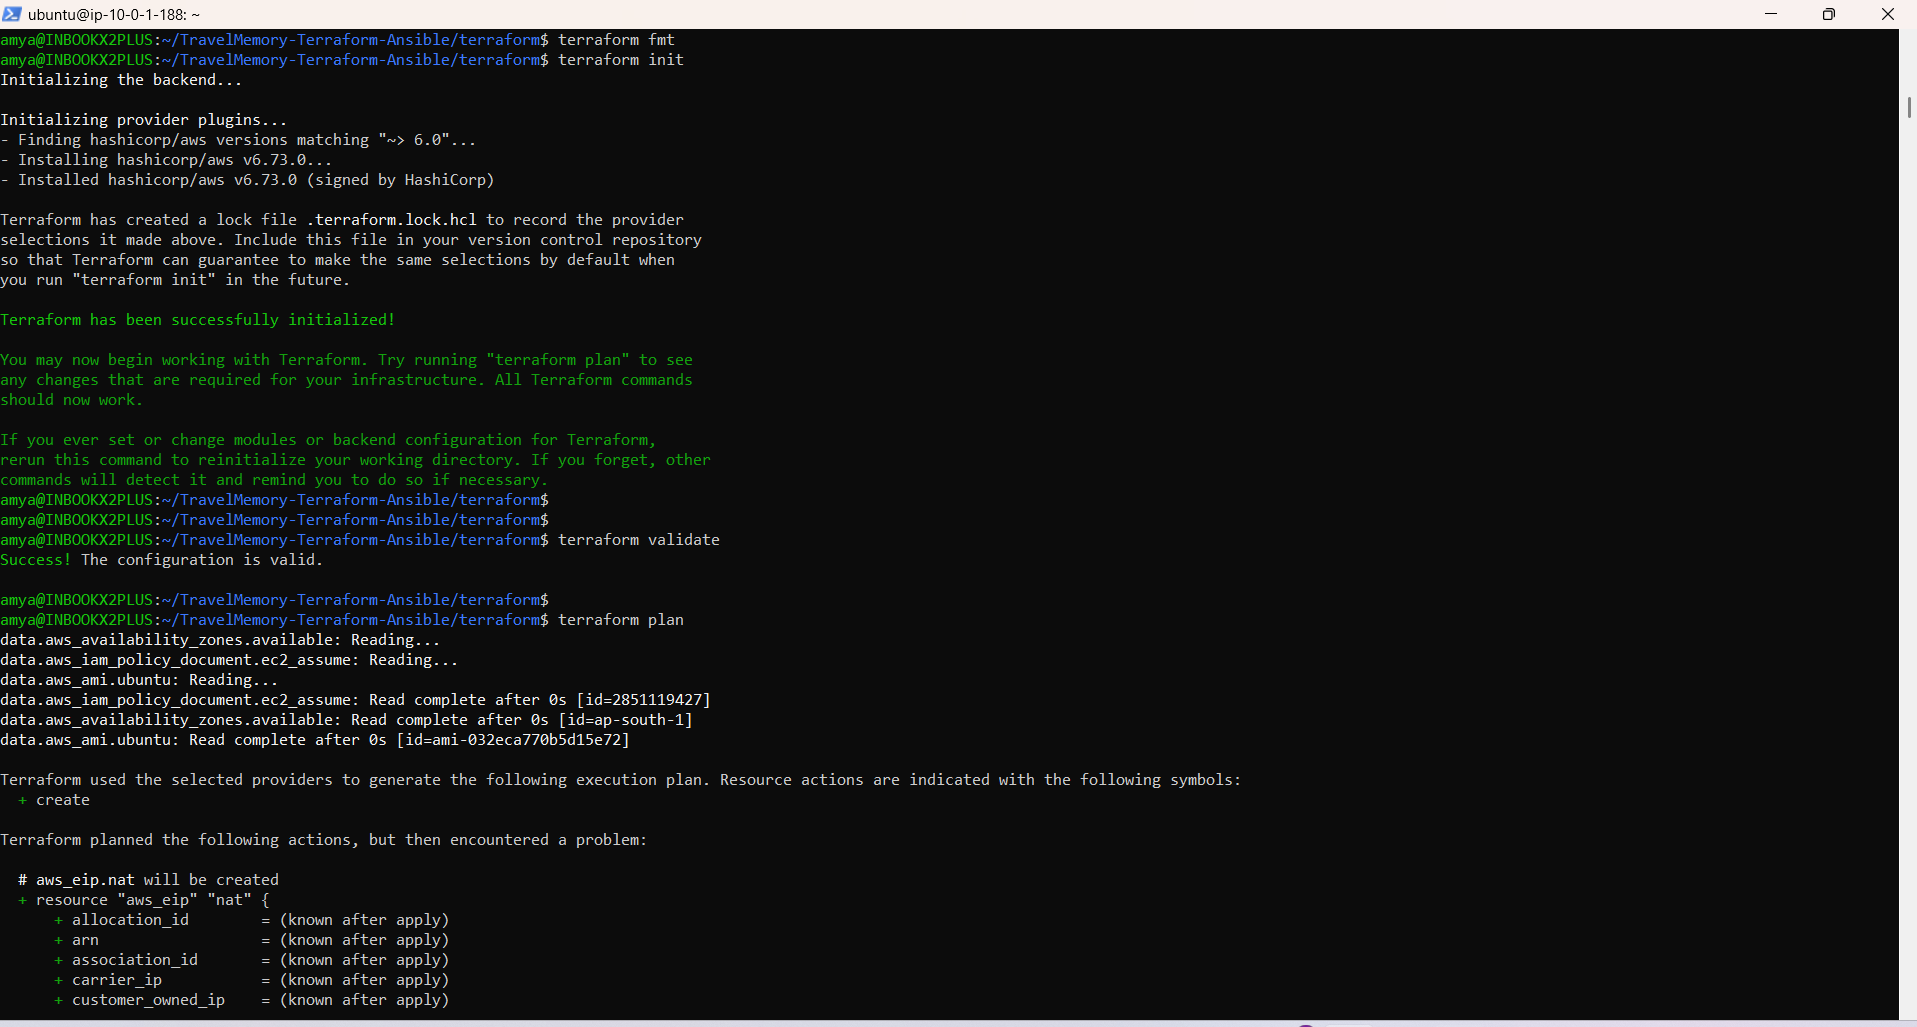 ubuntu@ip-10-0-1-188: ~
amya@INBOOKX2PLUS:~/TravelMemory-Terraform-Ansible/terraform$ terraform fmt
amya@INBOOKX2PLUS:~/TravelMemory-Terraform-Ansible/terraform$ terraform init
Initializing the backend...
Initializing provider plugins...
- Finding hashicorp/aws versions matching "~> 6.0"...
- Installing hashicorp/aws v6.73.0...
- Installed hashicorp/aws v6.73.0 (signed by HashiCorp)
Terraform has created a lock file .terraform.lock.hcl to record the provider
selections it made above. Include this file in your version control repository
so that Terraform can guarantee to make the same selections by default when
you run "terraform init" in the future.
Terraform has been successfully initialized!
You may now begin working with Terraform. Try running "terraform plan" to see
any changes that are required for your infrastructure. All Terraform commands
should now work.
If you ever set or change modules or backend configuration for Terraform,
rerun this command to reinitialize your working directory. If you forget, other
commands will detect it and remind you to do so if necessary.
amya@INBOOKX2PLUS:~/TravelMemory-Terraform-Ansible/terraform$
amya@INBOOKX2PLUS:~/TravelMemory-Terraform-Ansible/terraform$
amya@INBOOKX2PLUS:~/TravelMemory-Terraform-Ansible/terraform$ terraform validate
Success! The configuration is valid.
amya@INBOOKX2PLUS:~/TravelMemory-Terraform-Ansible/terraform$
amya@INBOOKX2PLUS:~/TravelMemory-Terraform-Ansible/terraform$ terraform plan
data.aws_availability_zones.available: Reading...
data.aws_iam_policy_document.ec2_assume: Reading...
data.aws_ami.ubuntu: Reading...
data.aws_iam_policy_document.ec2_assume: Read complete after 0s [id=2851119427]
data.aws_availability_zones.available: Read complete after 0s [id=ap-south-1]
data.aws_ami.ubuntu: Read complete after 0s [id=ami-032eca770b5d15e72]
Terraform used the selected providers to generate the following execution plan. Resource actions are indicated with the following symbols:
+ create
Terraform planned the following actions, but then encountered a problem:
# aws_eip.nat will be created
+ resource "aws_eip" "nat" {
+ allocation_id = (known after apply)
+ arn = (known after apply)
+ association_id = (known after apply)
+ carrier_ip = (known after apply)
+ customer_owned_ip = (known after apply)